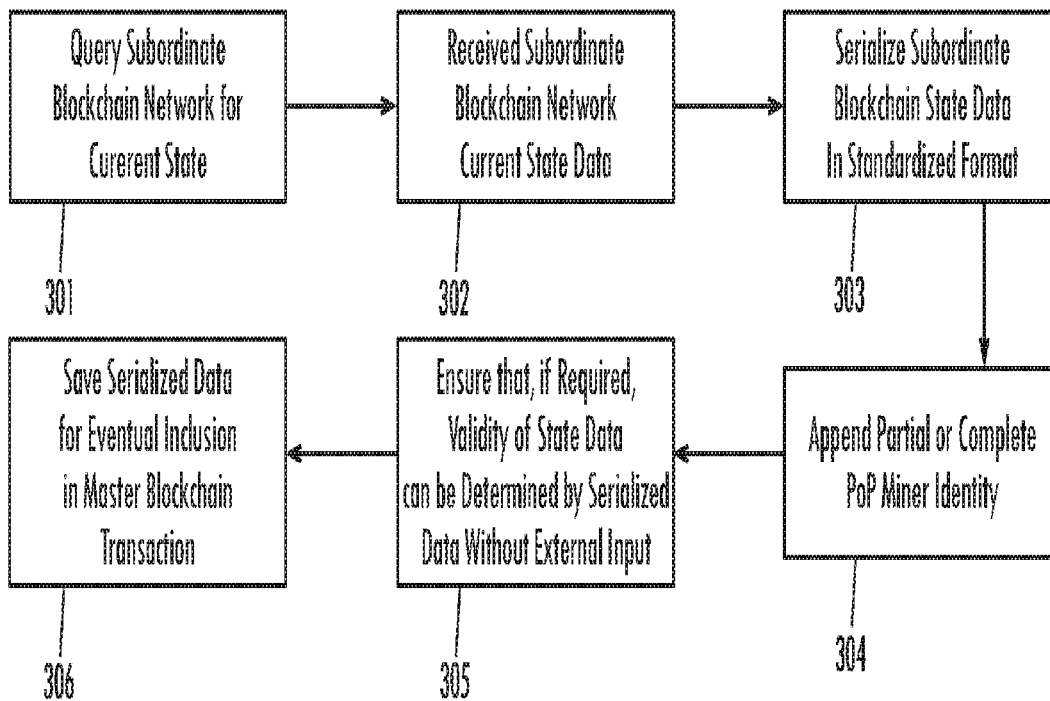 Query Subordinate
Blockchain Network for
Curerent State
301
Received Subordinate
Blockchain Network
Current State Data
302
Serialize Subordinate
Blockchain State Data
In Standardized Format
303
Append Partial or Complete
PoP Miner Identity
304
Ensure that, if Required,
Validity of State Data
can be Determined by Serialized
Data Without External Input
305
Save Serialized Data
for Eventual Inclusion
in Master Blockchain
Transaction
306